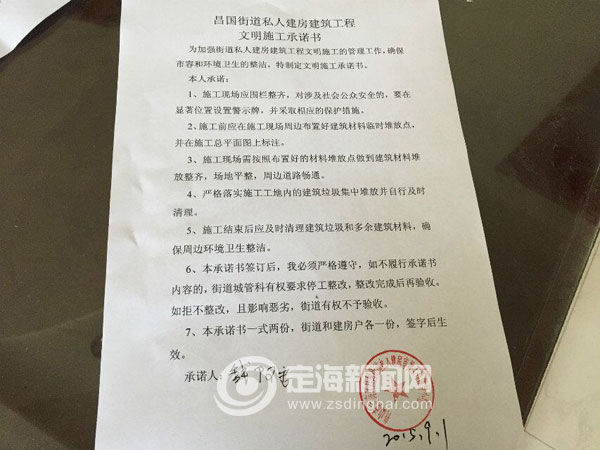 昌国街道私人建房建筑工程
文明施工承诺书
为加强街道私人建房建筑工程文明施工的管理工作,确保
市容和环境卫生的整洁,特制定文明施工承诺书。
本人承诺:
1、施工现场应围栏整齐,对涉及社会公众安全的,要在
显著位置设置警示牌,并采取相应的保护措施。
2、施工前应在施工现场周边布置好建筑材料临时堆放点,
并在施工总平面图上标注。
3、施工现场需按照布置好的材料堆放点做到建筑材料堆
放整齐,场地平整,周边道路畅通。
4、严格落实施工工地内的建筑垃圾集中堆放并自行及时
清理。
5、施工结束后应及时清理建筑垃圾和多余建筑材料,确
保周边环境卫生整洁。
6、本承诺书签订后,我必须严格遵守,如不履行承诺书
内容的,街道城管科有权要求停工整改,整改完成后再验收。
如拒不整改,且影响恶劣,街道有权不予验收。
7、本承诺书一式两份,街道和建房户各一份,签字后生
效。
承诺人:
定海新闻网
www.zsdinghai.com
2015.9.1